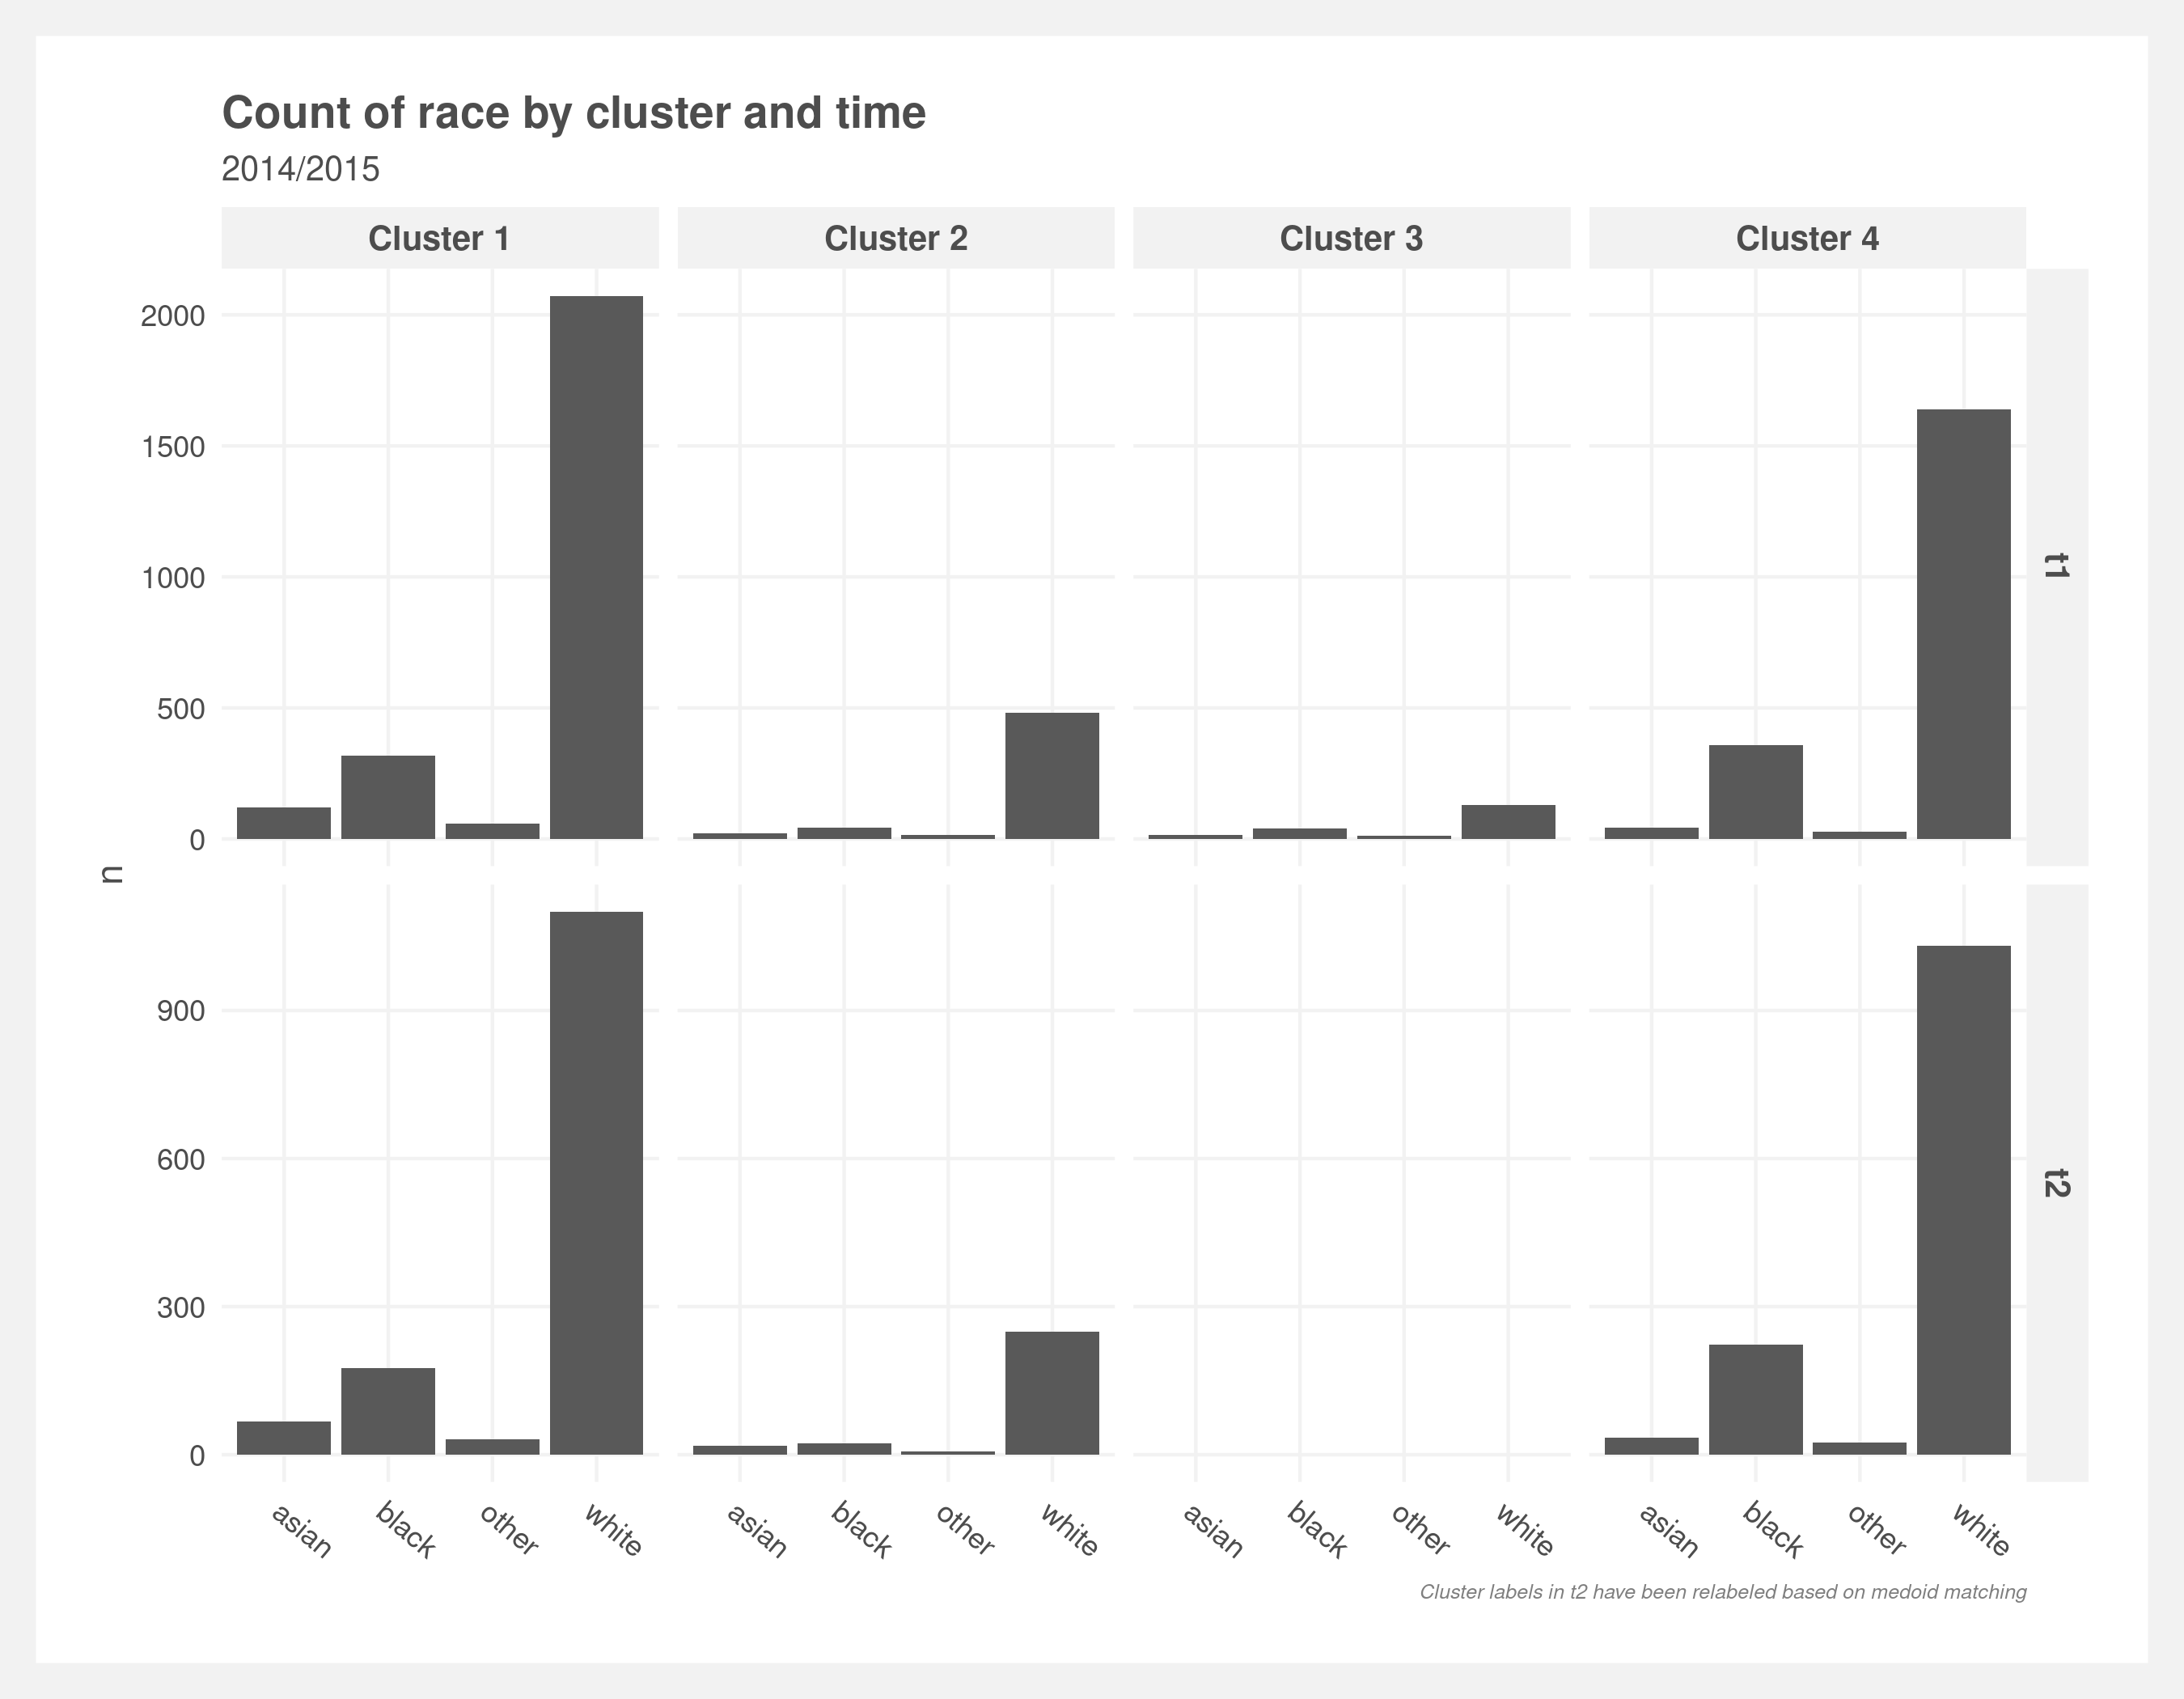 Count of race by cluster and time
2014/2015
Cluster 1 Cluster 2 Cluster 3 Cluster 4
2000
1500
1000
500
0
t1
n
900
600
300
0
t2
asian black other white asian black other white asian black other white asian black other white
Cluster labels in t2 have been relabeled based on medoid matching